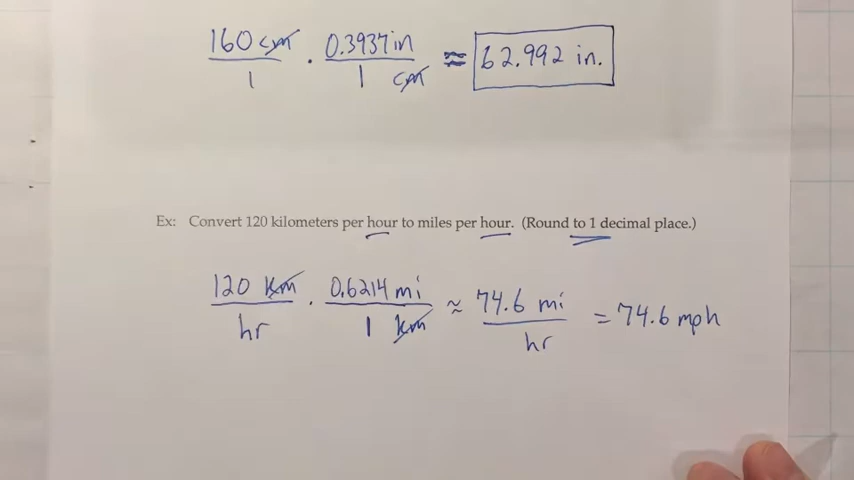 160 cm / 1 · 0.3937 in / 1 cm ≈ 62.992 in.
Ex: Convert 120 kilometers per hour to miles per hour. (Round to 1 decimal place.)
120 km / hr · 0.6214 mi / 1 km ≈ 74.6 mi / hr = 74.6 mph